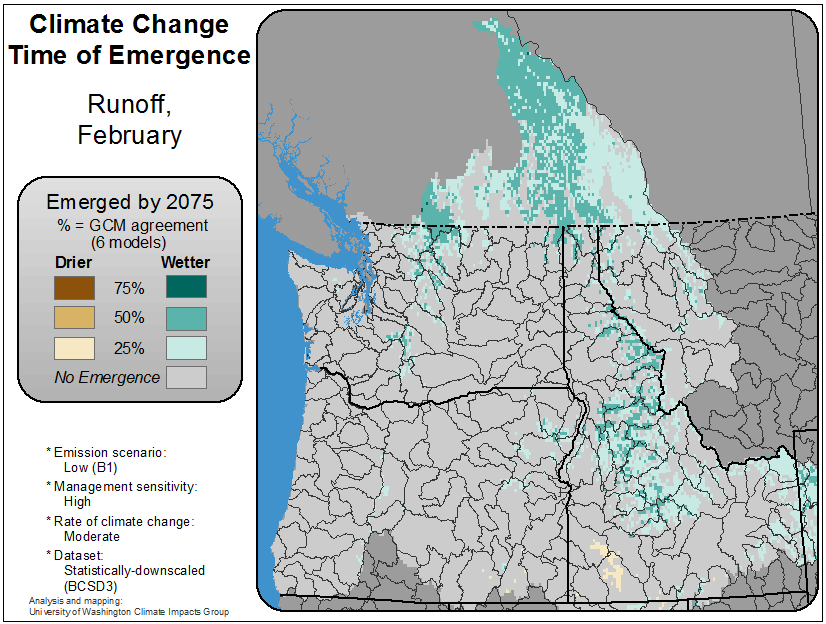 Climate Change
Time of Emergence
Runoff,
February
Emerged by 2075
% = GCM agreement
(6 models)
Drier Wetter
75%
50%
25%
No Emergence
* Emission scenario:
Low (B1)
* Management sensitivity:
High
* Rate of climate change:
Moderate
* Dataset:
Statistically-downscaled
(BCSD3)
Analysis and mapping:
University of Washington Climate Impacts Group